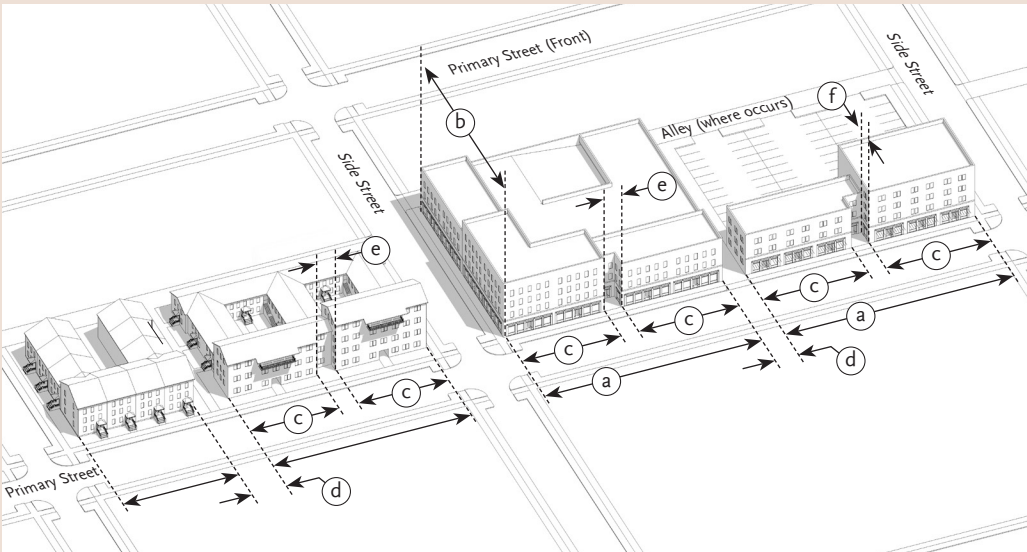 Primary Street (Front)
Side Street
b
f
Alley (where occurs)
Side Street
e
e
c
c
a
c
c
a
d
c
c
Primary Street
d